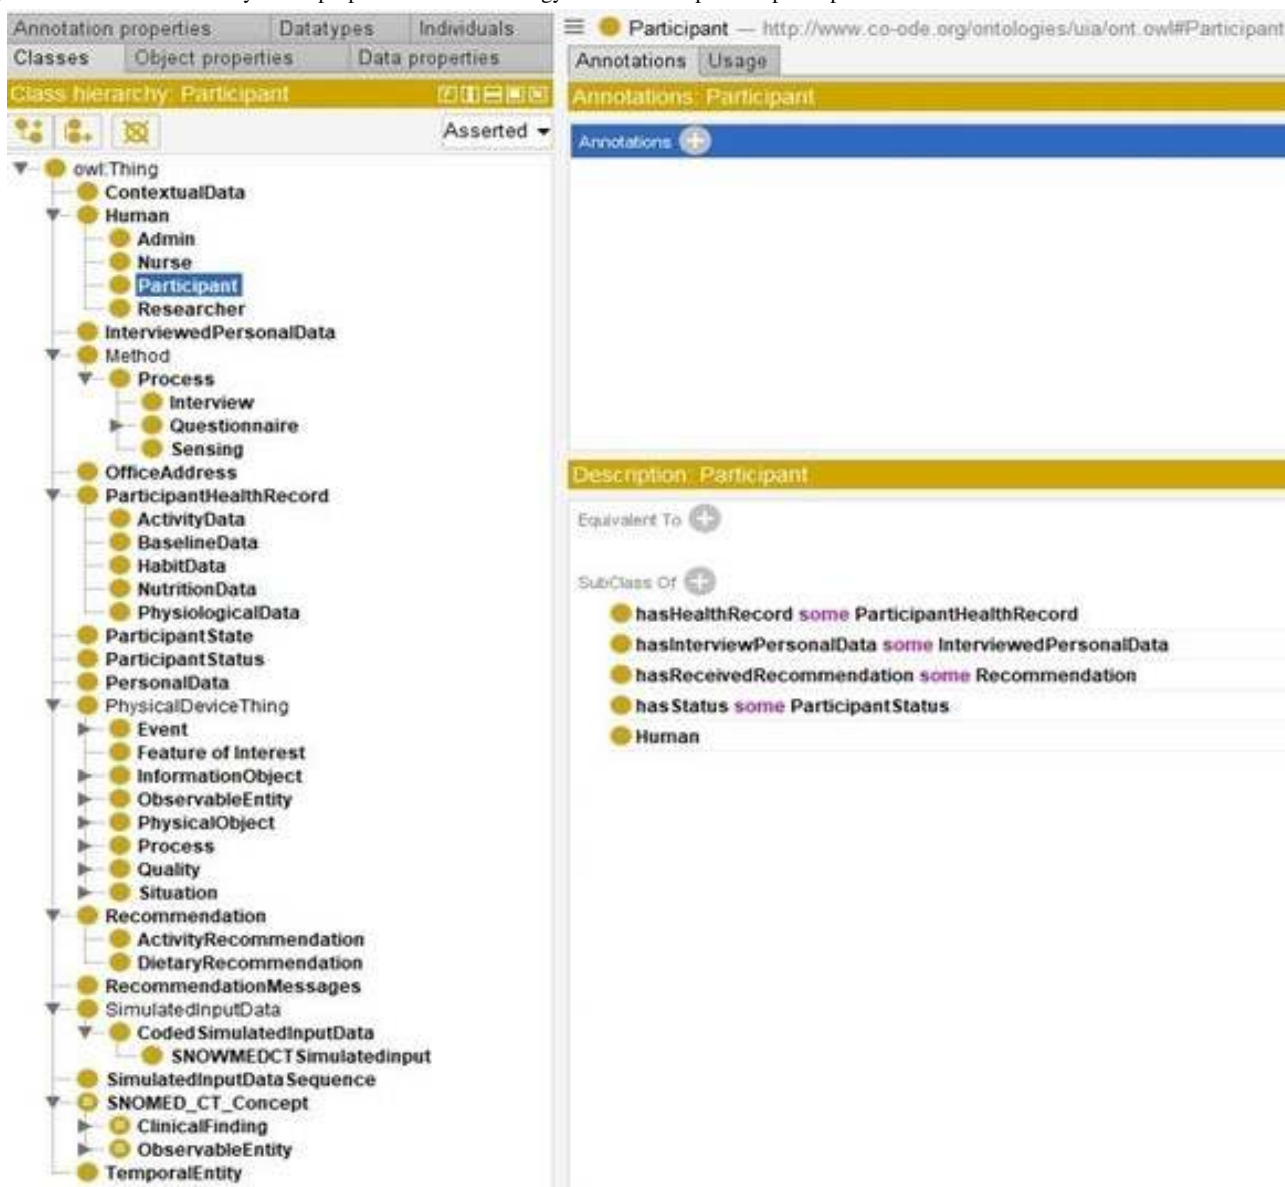 Annotation properties Datatypes Individuals
Classes Object properties Data properties
Class hierarchy: Participant
Asserted
owl:Thing
ContextualData
Human
Admin
Nurse
Participant
Researcher
InterviewedPersonalData
Method
Process
Interview
Questionnaire
Sensing
OfficeAddress
ParticipantHealthRecord
ActivityData
BaselineData
HabitData
NutritionData
PhysiologicalData
ParticipantState
ParticipantStatus
PersonalData
PhysicalDeviceThing
Event
Feature of Interest
InformationObject
ObservableEntity
PhysicalObject
Process
Quality
Situation
Recommendation
ActivityRecommendation
DietaryRecommendation
RecommendationMessages
SimulatedInputData
CodedSimulatedInputData
SNOWMEDCTSimulatedinput
SimulatedInputDataSequence
SNOMED_CT_Concept
ClinicalFinding
ObservableEntity
TemporalEntity
Participant — http://www.co-ode.org/ontologies/uia/ont.owl#Participant
Annotations Usage
Annotations: Participant
Annotations
Description: Participant
Equivalent To
SubClass Of
hasHealthRecord some ParticipantHealthRecord
hasInterviewPersonalData some InterviewedPersonalData
hasReceivedRecommendation some Recommendation
hasStatus some ParticipantStatus
Human